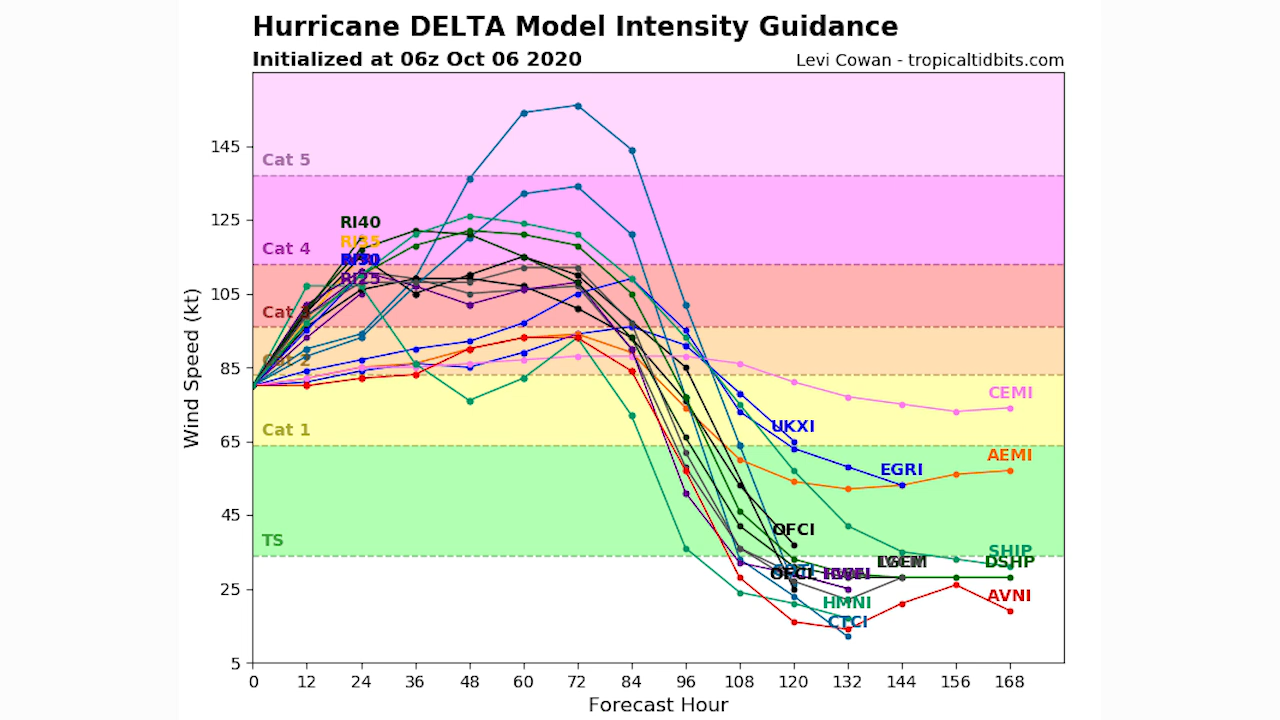 Hurricane DELTA Model Intensity Guidance
Initialized at 06z Oct 06 2020
Levi Cowan - tropicaltidbits.com
145
125
105
85
65
45
25
5
Wind Speed (kt)
Cat 5
Cat 4
Cat
Cat 2
Cat 1
TS
RI40
RI35
RI25
CEMI
UKXI
AEMI
EGRI
OFCI
SHIP
DSHP
LGEM
OFCL
AVNI
HMNI
CTCI
0 12 24 36 48 60 72 84 96 108 120 132 144 156 168
Forecast Hour